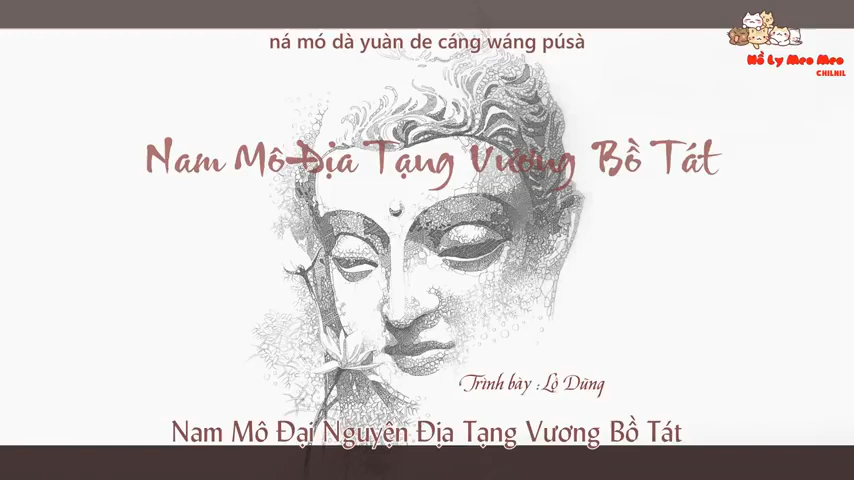 ná mó dà yuàn de cáng wáng púsà
Hồ Ly Meo Meo
CHILHIL
Nam Mô Địa Tạng Vương Bồ Tát
Trình bày : Lộ Dũng
Nam Mô Đại Nguyện Địa Tạng Vương Bồ Tát